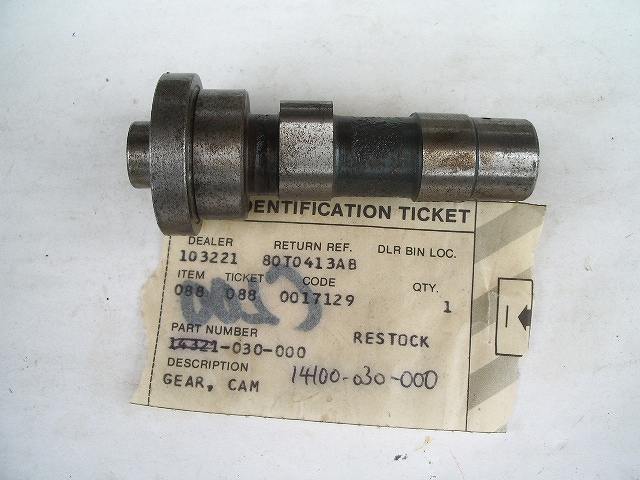 DENTIFICATION TICKET
DEALER RETURN REF. DLR BIN LOC.
103221 80T0413AB
ITEM TICKET CODE QTY.
088 088 0017129 1
PART NUMBER RESTOCK
14321-030-000
DESCRIPTION 14100-030-000
GEAR, CAM